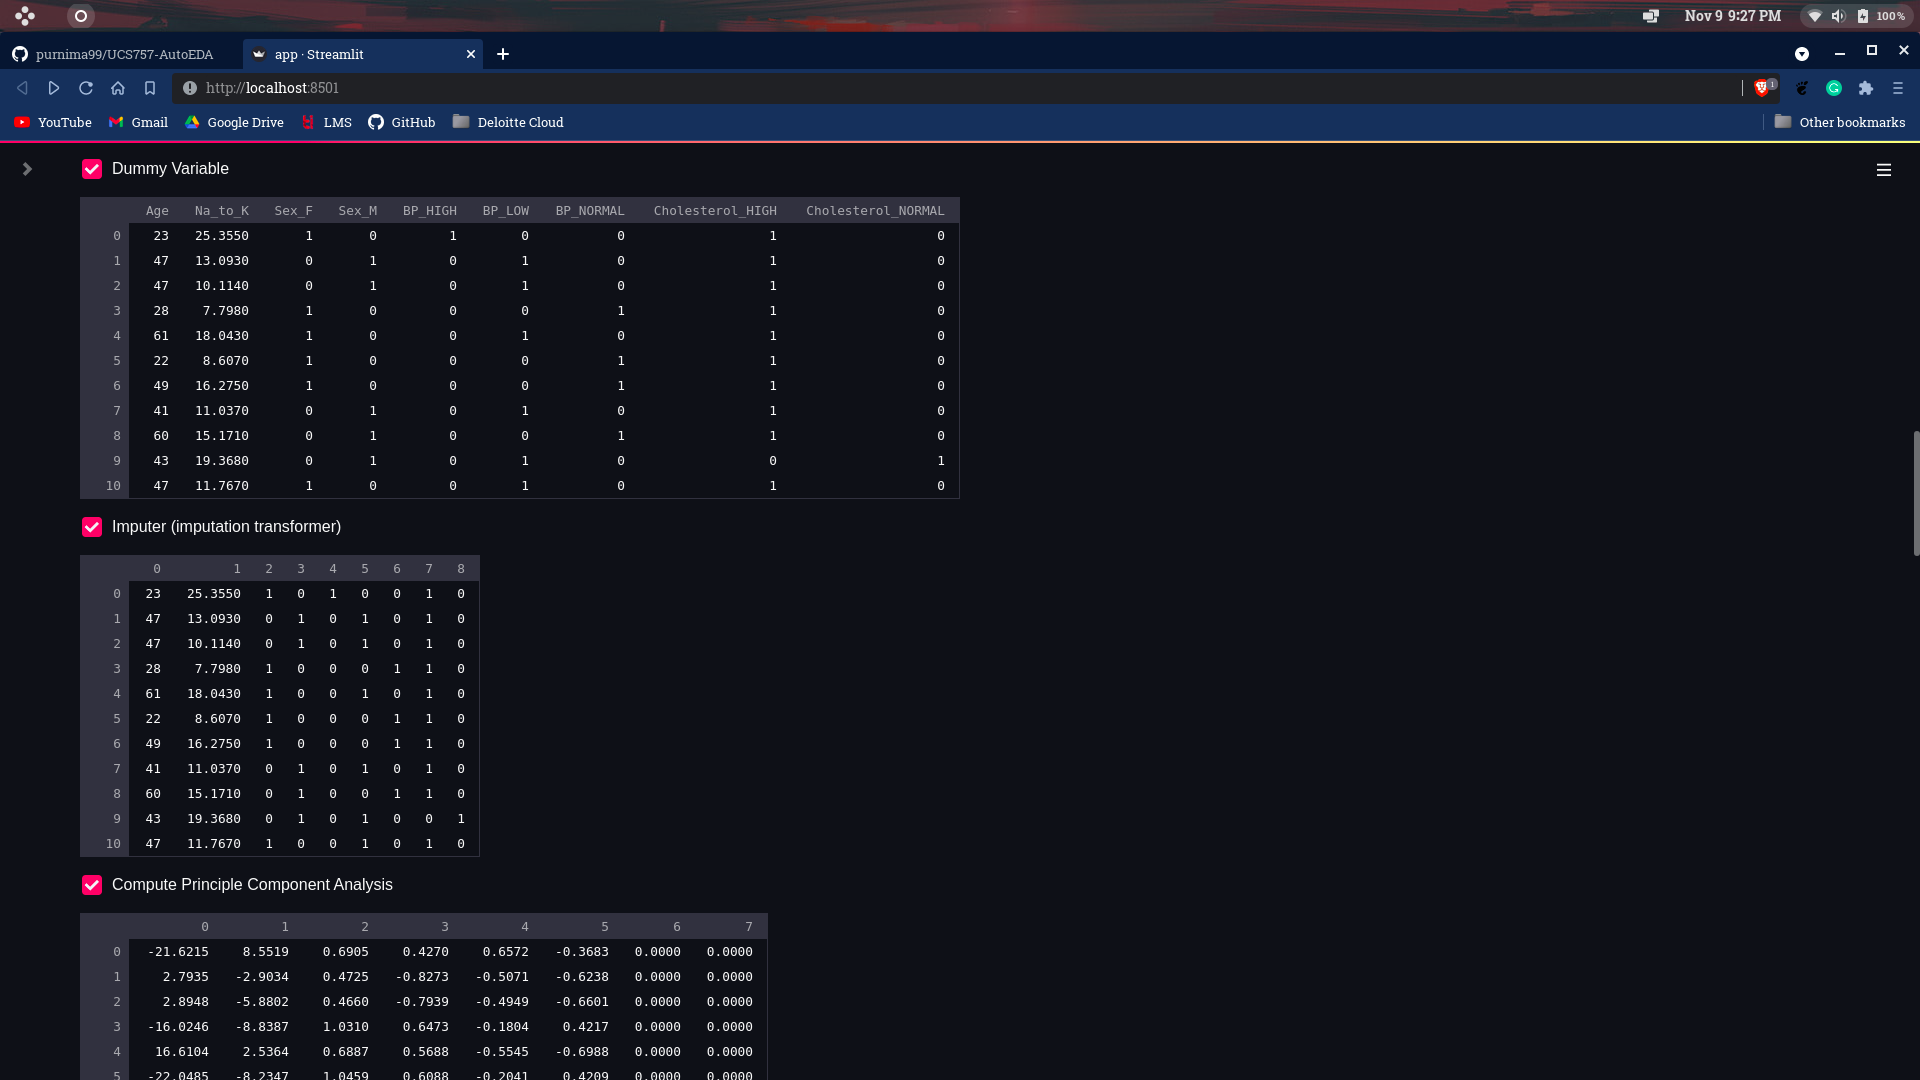 Nov 9 9:27 PM 100%
purnima99/UCS757-AutoEDA app · Streamlit
http://localhost:8501 1
YouTube Gmail Google Drive LMS GitHub Deloitte Cloud Other bookmarks
Dummy Variable
Age Na_to_K Sex_F Sex_M BP_HIGH BP_LOW BP_NORMAL Cholesterol_HIGH Cholesterol_NORMAL
0 23 25.3550 1 0 1 0 0 1 0
1 47 13.0930 0 1 0 1 0 1 0
2 47 10.1140 0 1 0 1 0 1 0
3 28 7.7980 1 0 0 0 1 1 0
4 61 18.0430 1 0 0 1 0 1 0
5 22 8.6070 1 0 0 0 1 1 0
6 49 16.2750 1 0 0 0 1 1 0
7 41 11.0370 0 1 0 1 0 1 0
8 60 15.1710 0 1 0 0 1 1 0
9 43 19.3680 0 1 0 1 0 0 1
10 47 11.7670 1 0 0 1 0 1 0
Imputer (imputation transformer)
0 1 2 3 4 5 6 7 8
0 23 25.3550 1 0 1 0 0 1 0
1 47 13.0930 0 1 0 1 0 1 0
2 47 10.1140 0 1 0 1 0 1 0
3 28 7.7980 1 0 0 0 1 1 0
4 61 18.0430 1 0 0 1 0 1 0
5 22 8.6070 1 0 0 0 1 1 0
6 49 16.2750 1 0 0 0 1 1 0
7 41 11.0370 0 1 0 1 0 1 0
8 60 15.1710 0 1 0 0 1 1 0
9 43 19.3680 0 1 0 1 0 0 1
10 47 11.7670 1 0 0 1 0 1 0
Compute Principle Component Analysis
0 1 2 3 4 5 6 7
0 -21.6215 8.5519 0.6905 0.4270 0.6572 -0.3683 0.0000 0.0000
1 2.7935 -2.9034 0.4725 -0.8273 -0.5071 -0.6238 0.0000 0.0000
2 2.8948 -5.8802 0.4660 -0.7939 -0.4949 -0.6601 0.0000 0.0000
3 -16.0246 -8.8387 1.0310 0.6473 -0.1804 0.4217 0.0000 0.0000
4 16.6104 2.5364 0.6887 0.5688 -0.5545 -0.6988 0.0000 0.0000
5 -22.0485 -8.2347 1.0459 0.6088 -0.2041 0.4209 0.0000 0.0000